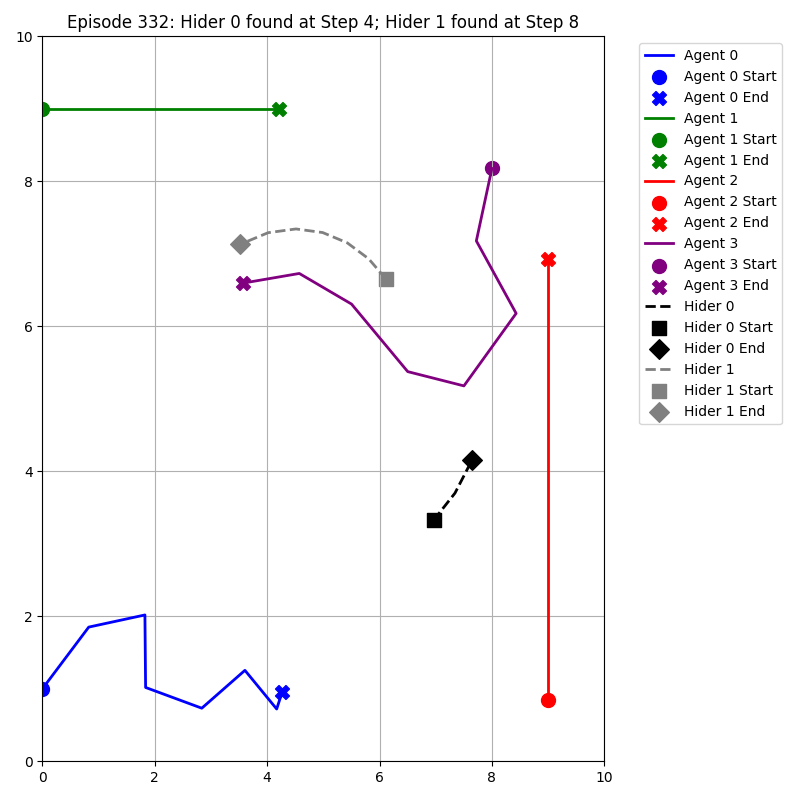 Episode 332: Hider 0 found at Step 4; Hider 1 found at Step 8
10
8
6
4
2
0
0
2
4
6
8
10
Agent 0
Agent 0 Start
Agent 0 End
Agent 1
Agent 1 Start
Agent 1 End
Agent 2
Agent 2 Start
Agent 2 End
Agent 3
Agent 3 Start
Agent 3 End
Hider 0
Hider 0 Start
Hider 0 End
Hider 1
Hider 1 Start
Hider 1 End